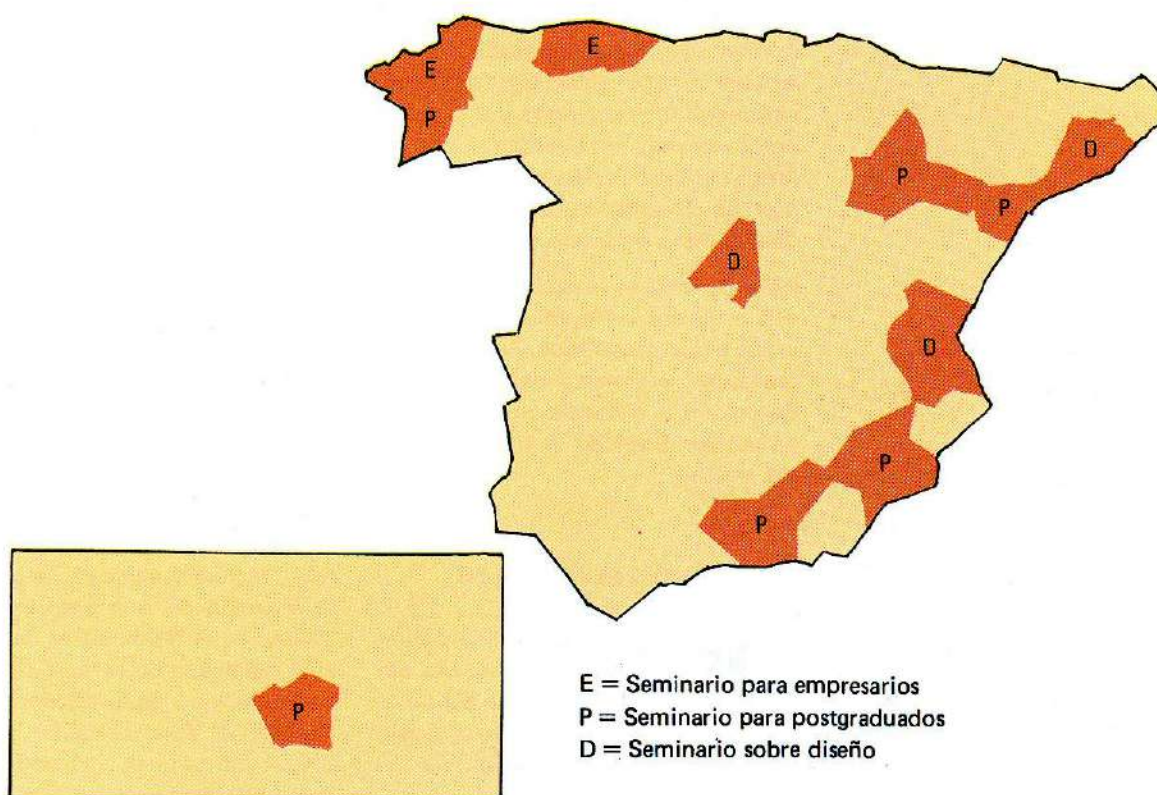 E
E
P
D
P
P
D
D
P
P
P
E = Seminario para empresarios
P = Seminario para postgraduados
D = Seminario sobre diseño